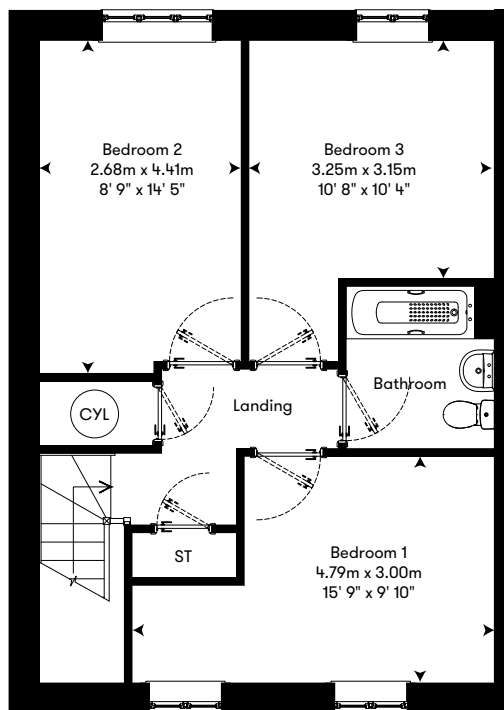 Bedroom 2
2.68m x 4.41m
8' 9" x 14' 5"
Bedroom 3
3.25m x 3.15m
10' 8" x 10' 4"
Bathroom
Landing
CYL
ST
Bedroom 1
4.79m x 3.00m
15' 9" x 9' 10"